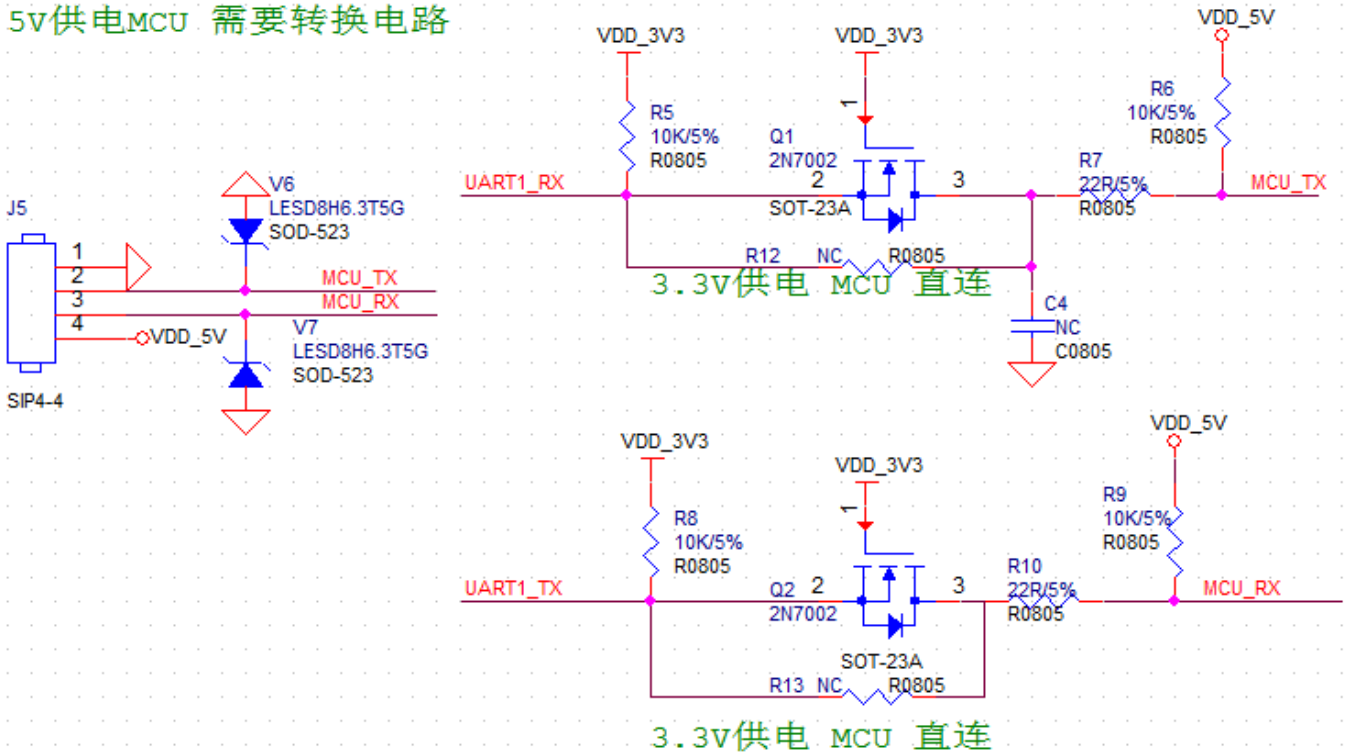 5V供电MCU 需要转换电路
J5
1
2
3
4
SIP4-4
V6
LESD8H6.3T5G
SOD-523
MCU_TX
MCU_RX
VDD_5V
V7
LESD8H6.3T5G
SOD-523
VDD_3V3
VDD_3V3
VDD_5V
R5
10K/5%
R0805
1
Q1
2N7002
2
3
SOT-23A
R6
10K/5%
R0805
R7
22R/5%
R0805
UART1_RX
MCU_TX
R12 NC R0805
3.3V供电 MCU 直连
C4
NC
C0805
VDD_3V3
VDD_3V3
VDD_5V
R8
10K/5%
R0805
1
Q2 2
2N7002
3
SOT-23A
R9
10K/5%
R0805
R10
22R/5%
R0805
UART1_TX
MCU_RX
R13 NC R0805
3.3V供电 MCU 直连